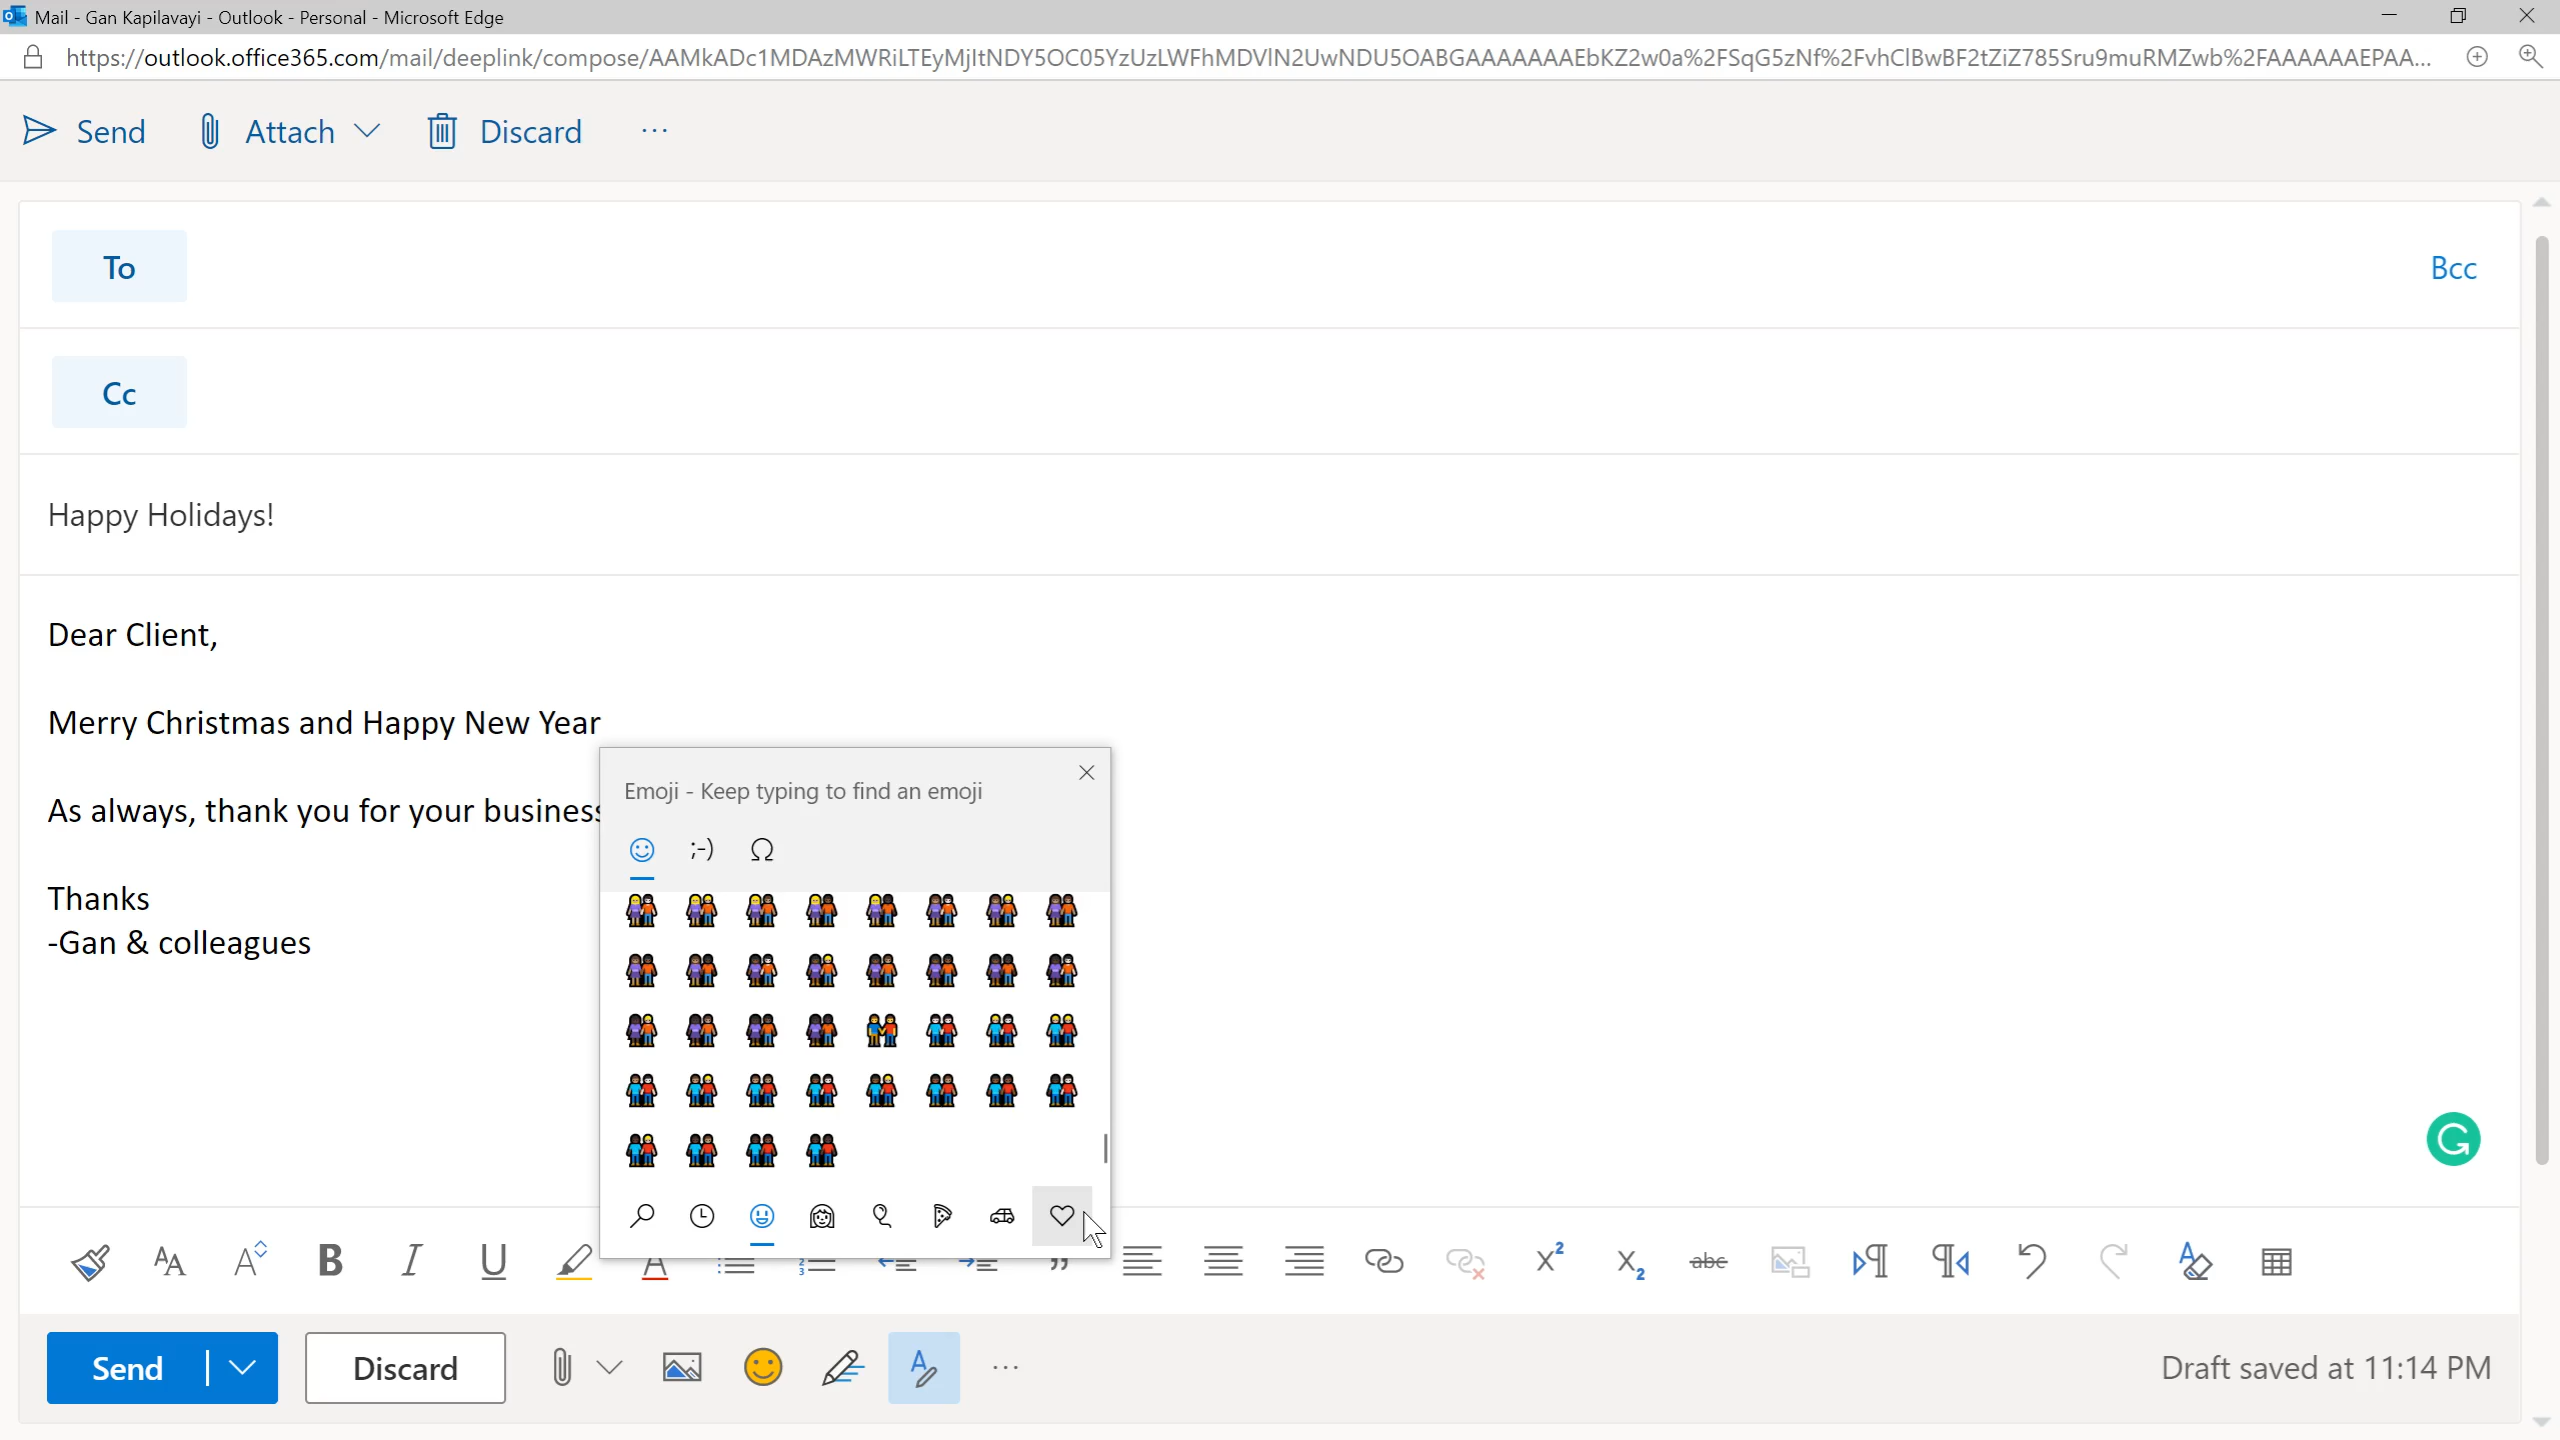 Mail - Gan Kapilavayi - Outlook - Personal - Microsoft Edge
https://outlook.office365.com/mail/deeplink/compose/AAMkADc1MDAzMWRiLTEyMjItNDY5OC05YzUzLWFhMDVlN2UwNDU5OABGAAAAAAAEbKZ2w0a%2FSqG5zNf%2FvhClBwBF2tZiZ785Sru9muRMZwb%2FAAAAAAEPAA...
Send Attach Discard ...
To Bcc
Cc
Happy Holidays!
Dear Client,
Merry Christmas and Happy New Year
Emoji - Keep typing to find an emoji
As always, thank you for your business
;-) Ω
Thanks
-Gan & colleagues
B I U A abc
Send Discard ... Draft saved at 11:14 PM